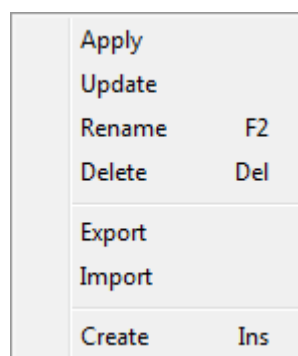 Apply
Update
Rename F2
Delete Del
Export
Import
Create Ins